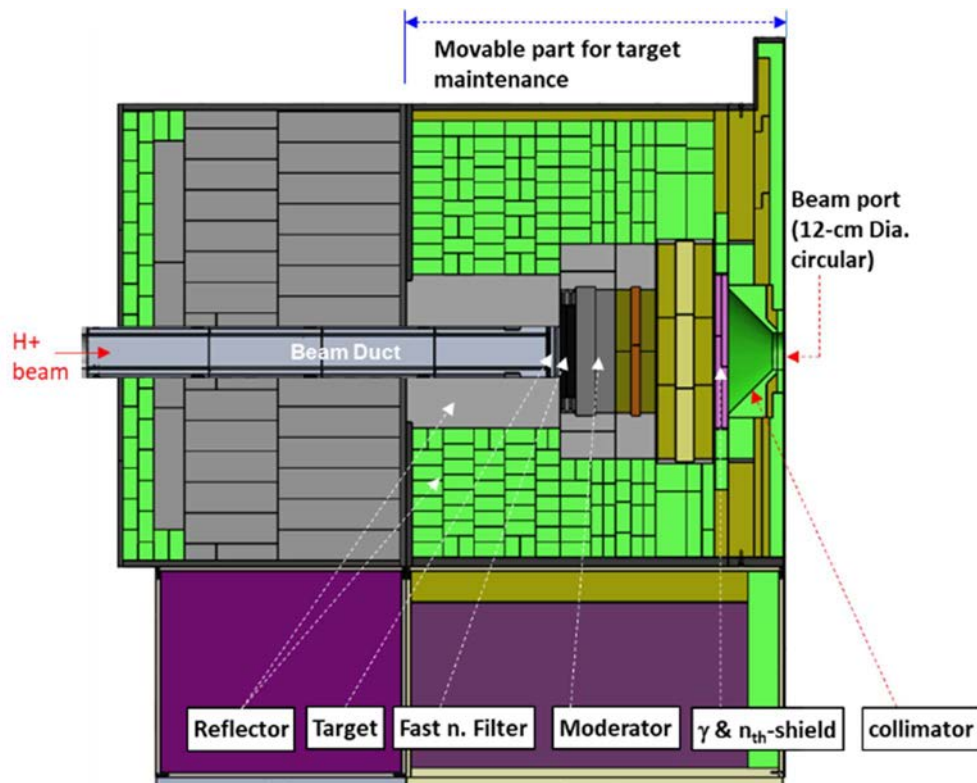 Movable part for target
maintenance
Beam port
(12-cm Dia.
circular)
H+
beam
Beam Duct
Reflector
Target
Fast n. Filter
Moderator
γ & nth-shield
collimator